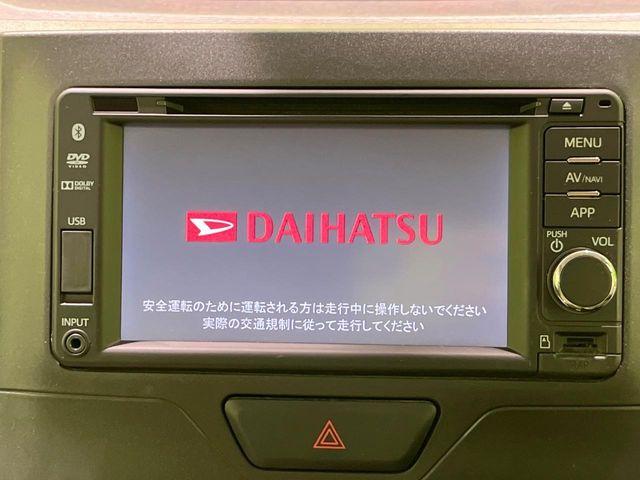 DVD
VIDEO
DOLBY
DIGITAL
USB
INPUT
DAIHATSU
安全運転のために運転される方は走行中に操作しないでください
実際の交通規制に従って走行してください
MENU
AV/NAVI
APP
PUSH
VOL